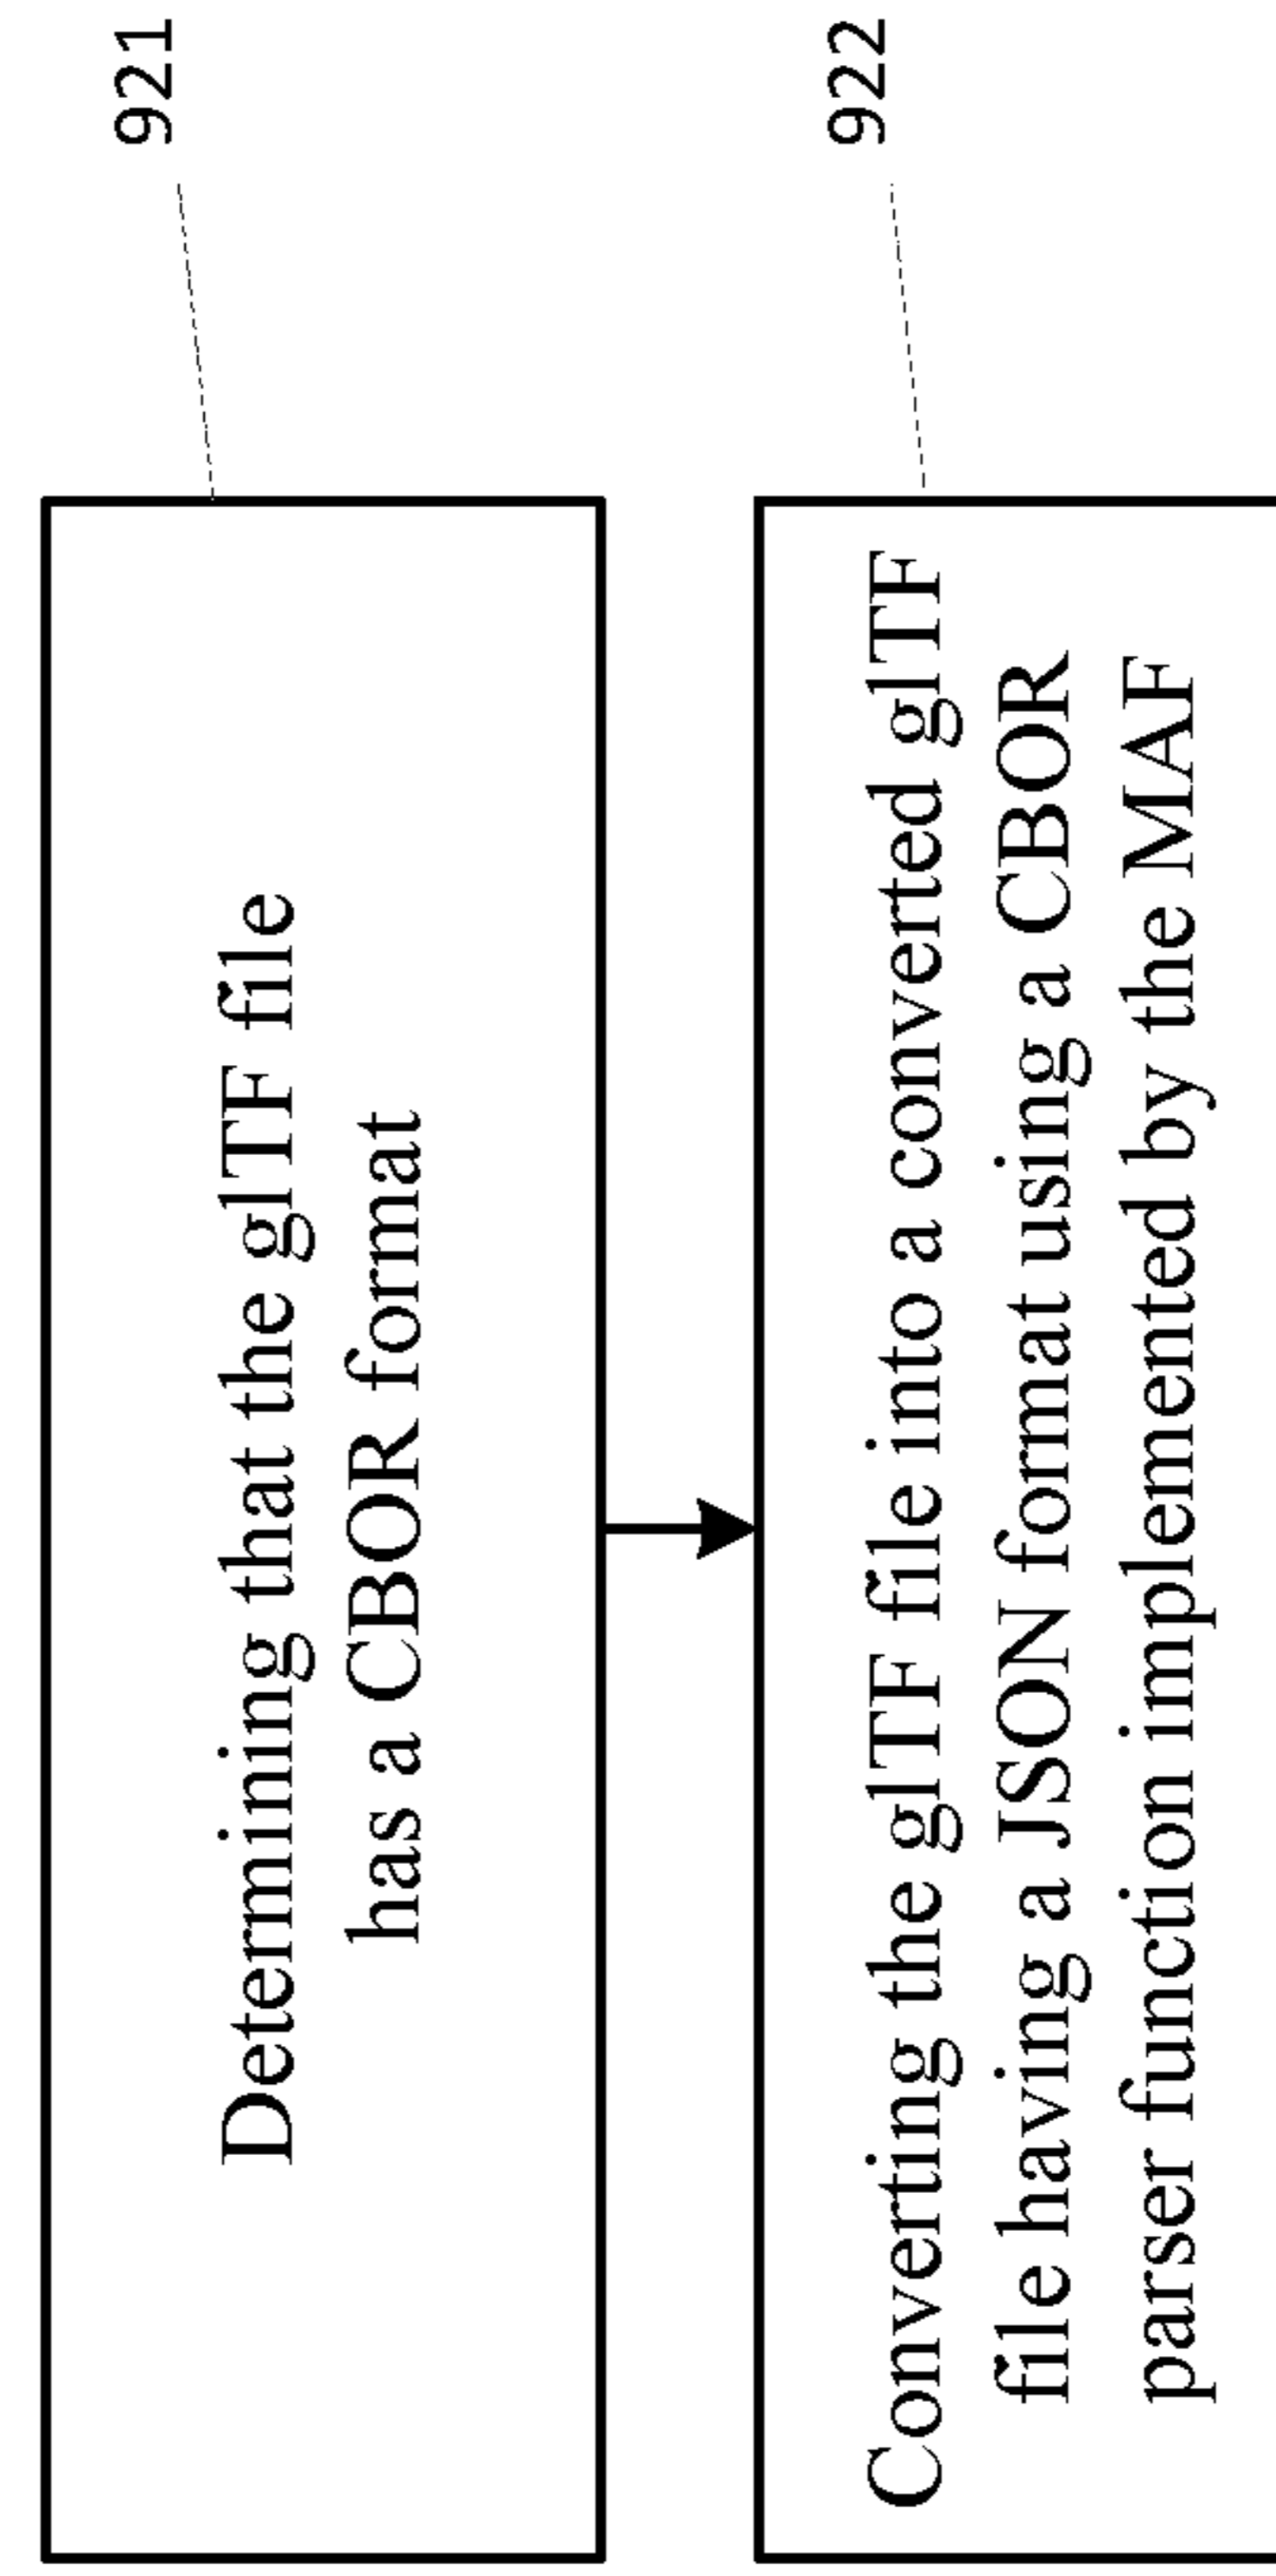 921
Determining that the glTF file
has a CBOR format
922
Converting the glTF file into a converted glTF
file having a JSON format using a CBOR
parser function implemented by the MAF